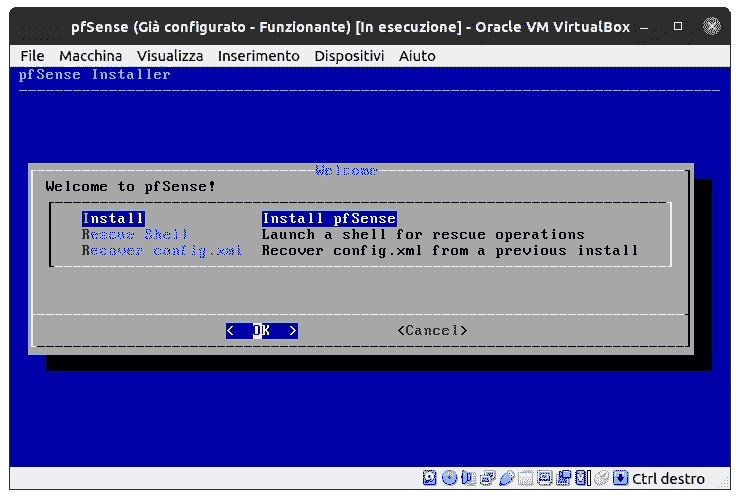 pfSense (Già configurato - Funzionante) [In esecuzione] - Oracle VM VirtualBox
File Macchina Visualizza Inserimento Dispositivi Aiuto
pfSense Installer
Welcome
Welcome to pfSense!
Install Install pfSense
Rescue Shell Launch a shell for rescue operations
Recover config.xml Recover config.xml from a previous install
< OK > <Cancel>
Ctrl destro